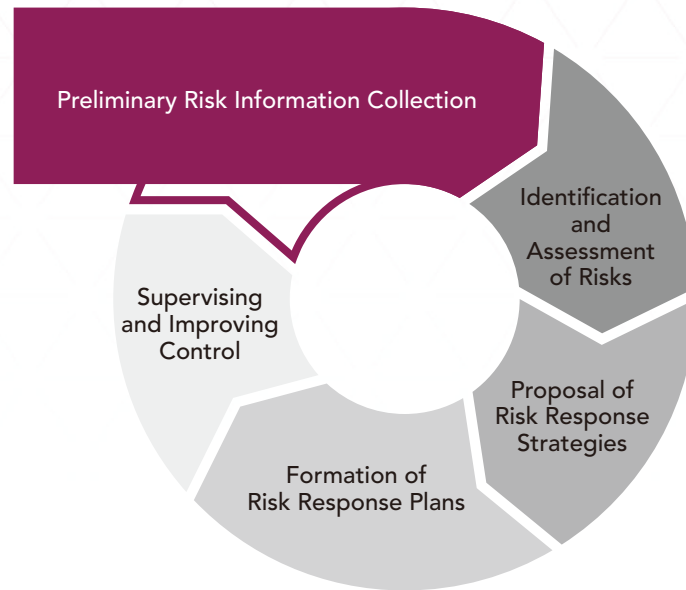 Preliminary Risk Information Collection
Identification
and
Assessment
of Risks
Proposal of
Risk Response
Strategies
Formation of
Risk Response Plans
Supervising
and Improving
Control